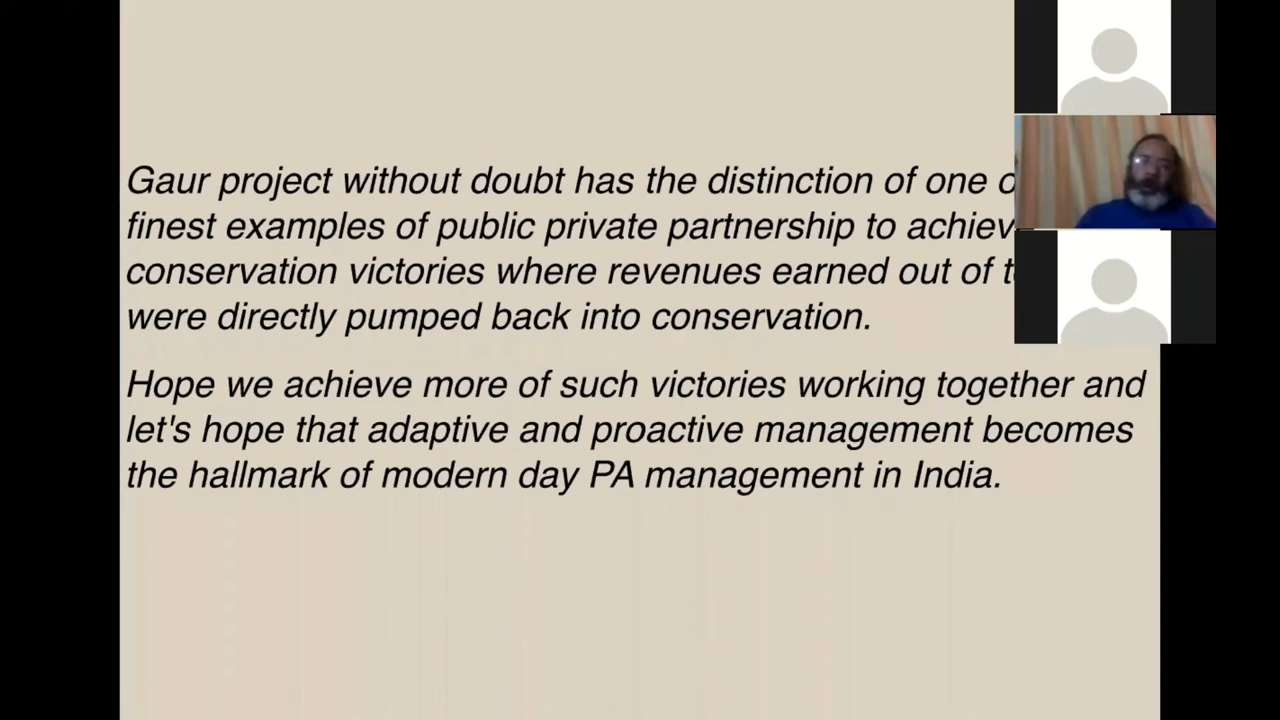 Gaur project without doubt has the distinction of one
finest examples of public private partnership to
conservation victories where revenues earned out of
were directly pumped back into conservation.
Hope we achieve more of such victories working together and
let's hope that adaptive and proactive management becomes
the hallmark of modern day PA management in India.